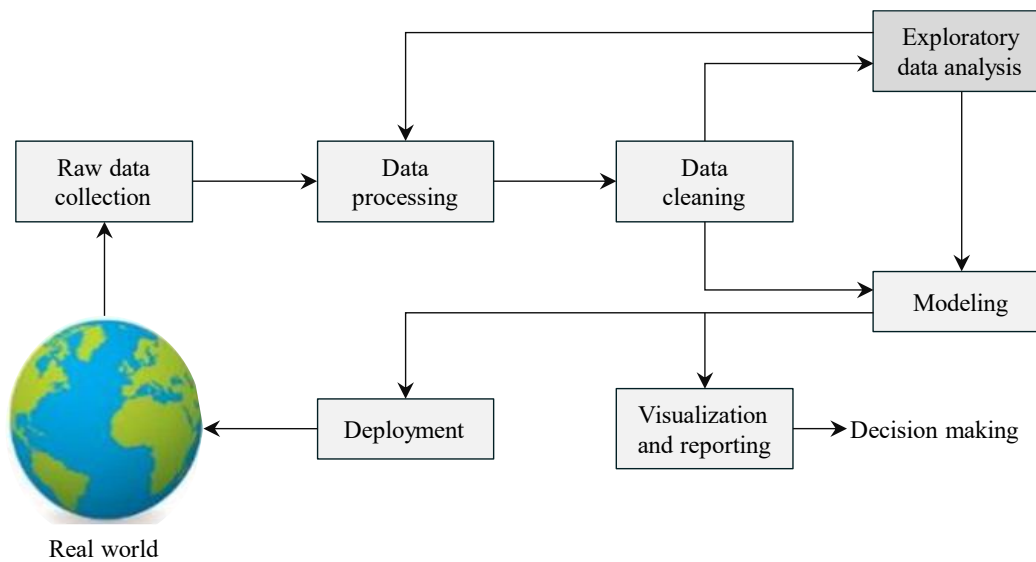 Exploratory
data analysis
Raw data
collection
Data
processing
Data
cleaning
Modeling
Deployment
Visualization
and reporting
Decision making
Real world